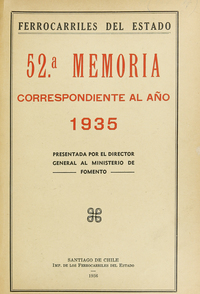 FERROCARRILES DEL ESTADO
52.ª MEMORIA
CORRESPONDIENTE AL AÑO
1935
PRESENTADA POR EL DIRECTOR
GENERAL AL MINISTERIO DE
FOMENTO
SANTIAGO DE CHILE
Imp. de los Ferrocarriles del Estado